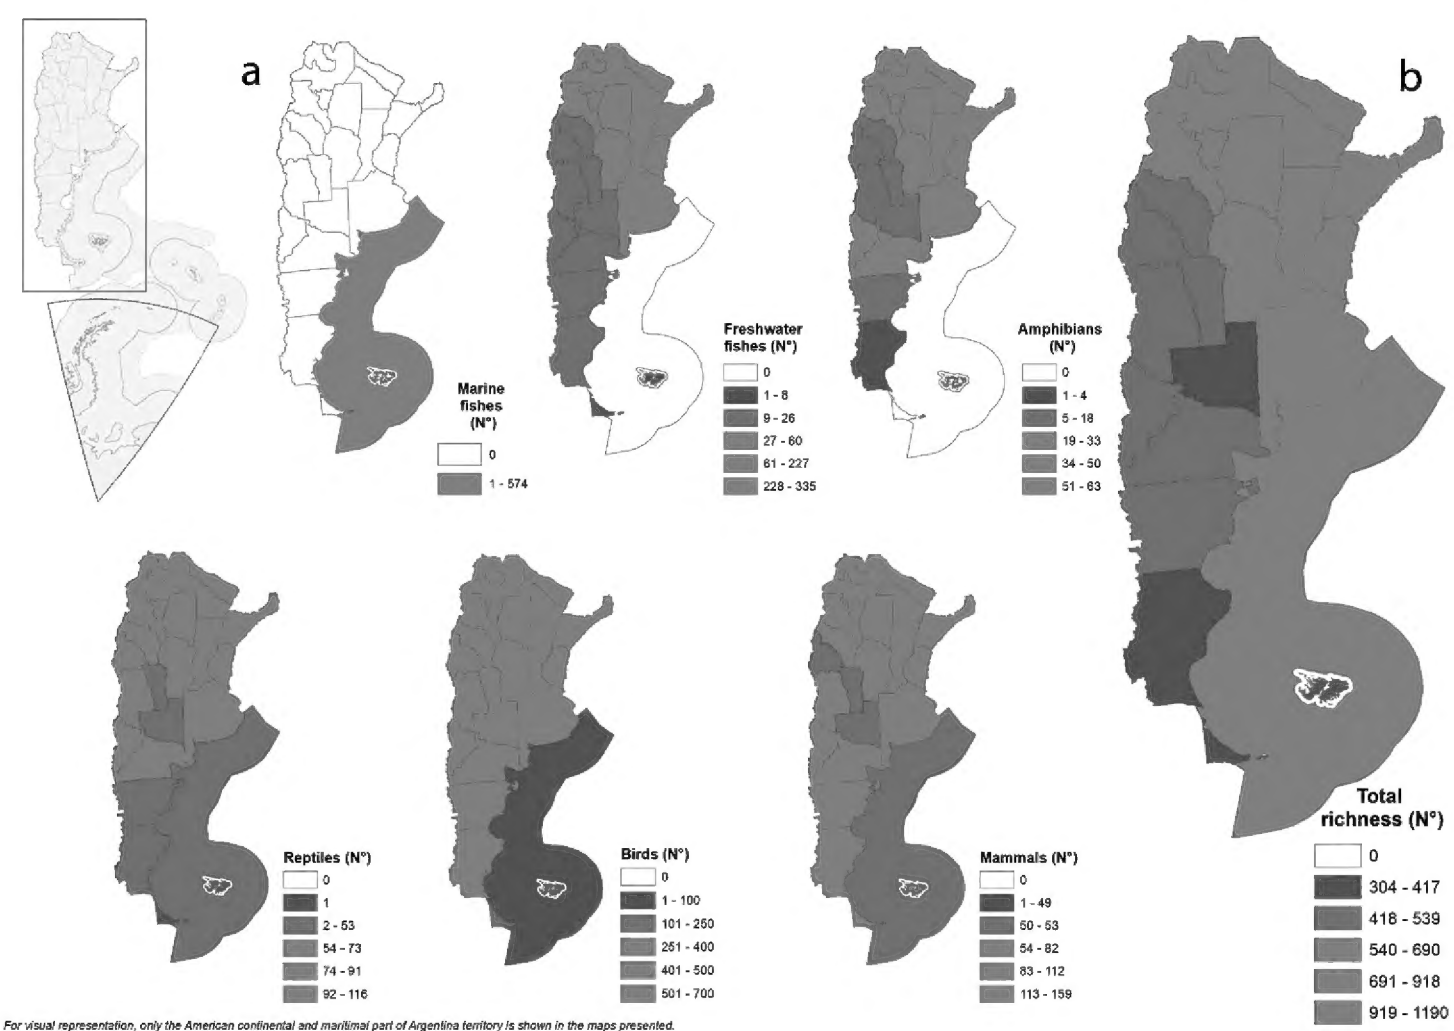 a
b
Marine
fishes
(N°)
0
1 - 574
Freshwater
fishes (N°)
0
1 - 8
9 - 26
27 - 60
61 - 227
228 - 335
Amphibians
(N°)
0
1 - 4
5 - 18
19 - 33
34 - 50
51 - 63
Reptiles (N°)
0
1
2 - 53
54 - 73
74 - 91
92 - 116
Birds (N°)
0
1 - 100
101 - 250
251 - 400
401 - 500
501 - 700
Mammals (N°)
0
1 - 49
50 - 53
54 - 82
83 - 112
113 - 159
Total
richness (N°)
0
304 - 417
418 - 539
540 - 690
691 - 918
919 - 1190
For visual representation, only the American continental and maritimal part of Argentina territory is shown in the maps presented.